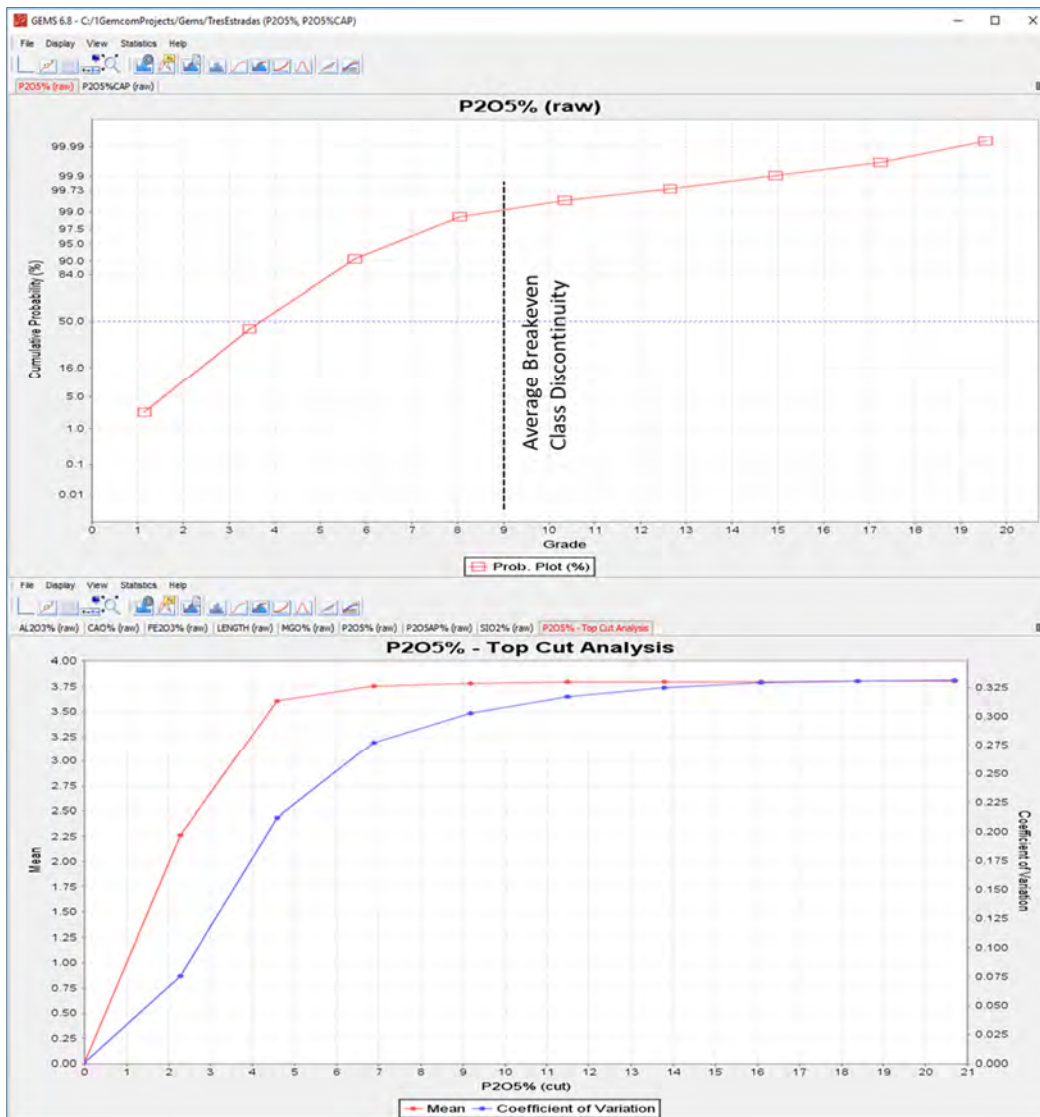 GEMS 6.8 - C:/1GemcomProjects/Gems/TresEstradas (P2O5%, P2O5%CAP)
File Display View Statistics Help
P2O5% (raw) P2O5%CAP (raw)
P2O5% (raw)
99.99
99.9
99.73
99.0
97.5
95.0
90.0
84.0
50.0
16.0
5.0
1.0
0.1
0.01
Cumulative Probability (%)
Average Breakeven
Class Discontinuity
0 1 2 3 4 5 6 7 8 9 10 11 12 13 14 15 16 17 18 19 20
Grade
Prob. Plot (%)
File Display View Statistics Help
AL2O3% (raw) CAO% (raw) FE2O3% (raw) LENGTH (raw) MGO% (raw) P2O5% (raw) P2O5AP% (raw) SIO2% (raw) P2O5% - Top Cut Analysis
P2O5% - Top Cut Analysis
4.00
3.75
3.50
3.25
3.00
2.75
2.50
2.25
2.00
1.75
1.50
1.25
1.00
0.75
0.50
0.25
0.00
Mean
0.325
0.300
0.275
0.250
0.225
0.200
0.175
0.150
0.125
0.100
0.075
0.050
0.025
0.000
Coefficient of Variation
0 1 2 3 4 5 6 7 8 9 10 11 12 13 14 15 16 17 18 19 20 21
P2O5% (cut)
Mean Coefficient of Variation